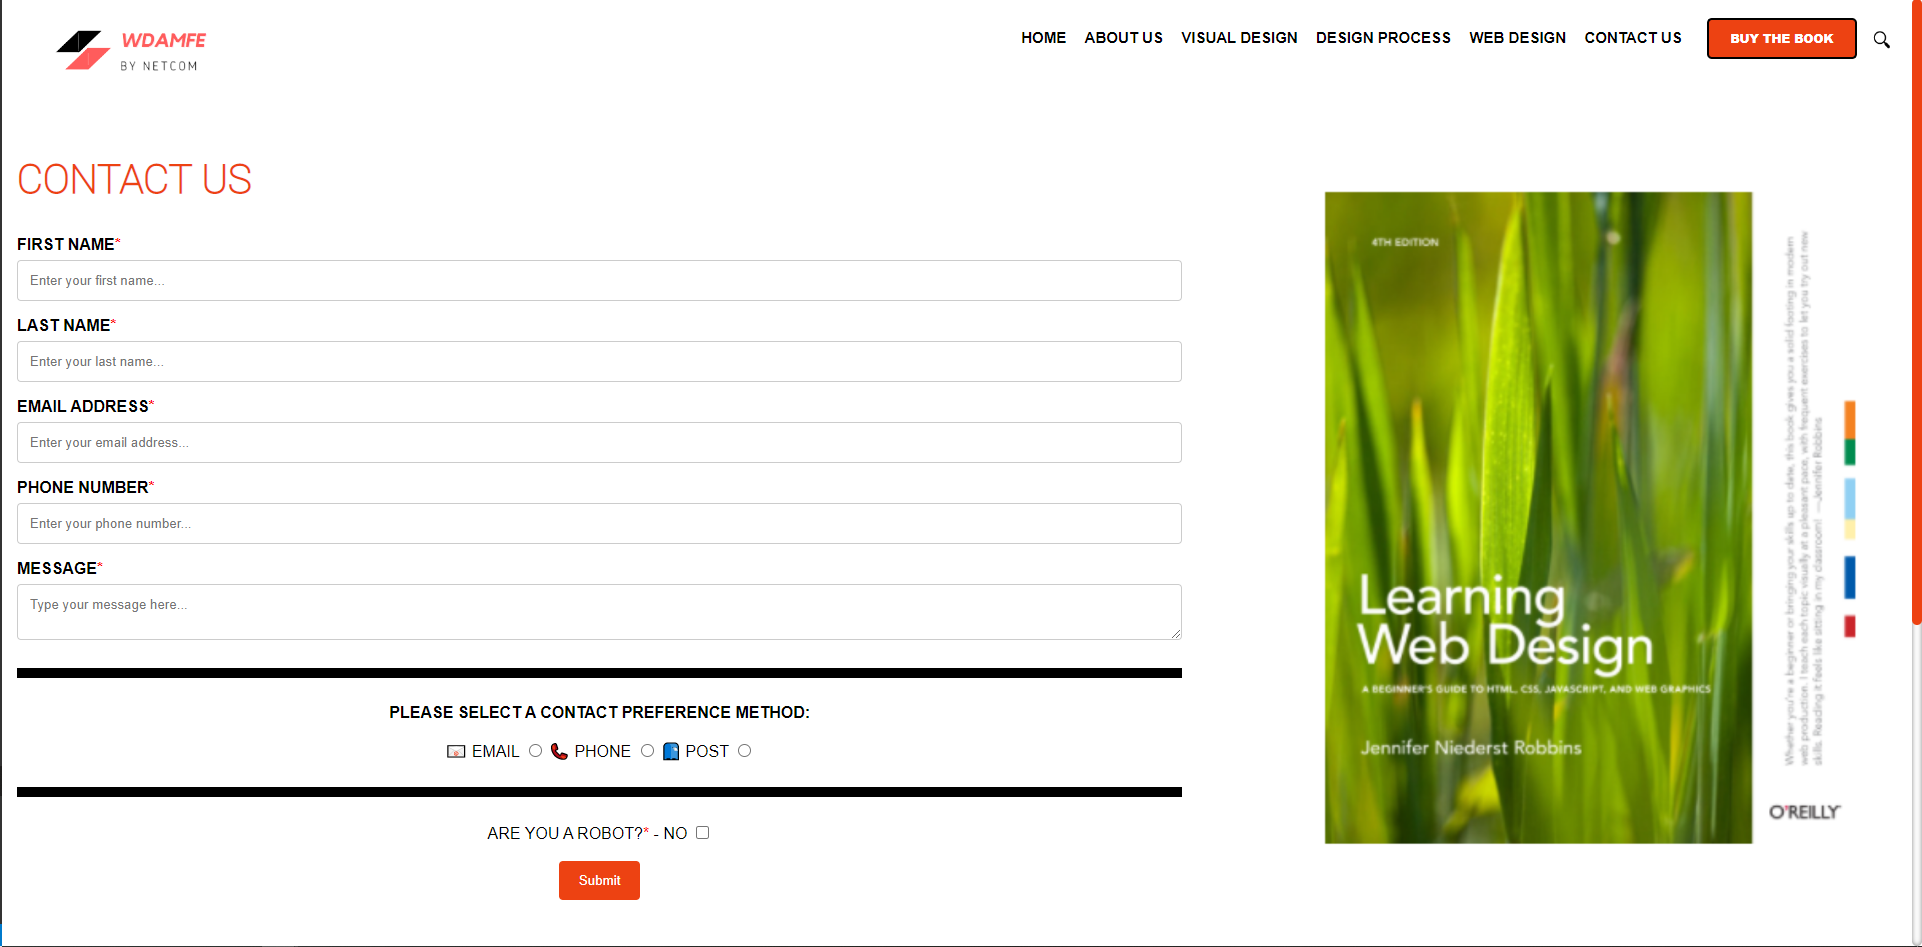 WDAMFE
BY NETCOM
HOME ABOUT US VISUAL DESIGN DESIGN PROCESS WEB DESIGN CONTACT US BUY THE BOOK
CONTACT US
FIRST NAME*
Enter your first name...
LAST NAME*
Enter your last name...
EMAIL ADDRESS*
Enter your email address...
PHONE NUMBER*
Enter your phone number...
MESSAGE*
Type your message here...
PLEASE SELECT A CONTACT PREFERENCE METHOD:
EMAIL PHONE POST
ARE YOU A ROBOT?* - NO
Submit
4TH EDITION
Learning
Web Design
A BEGINNER'S GUIDE TO HTML, CSS, JAVASCRIPT, AND WEB GRAPHICS
Jennifer Niederst Robbins
Whether you're a beginner or bringing your skills up to date, this book gives you a solid footing in modern
web production. I teach each topic visually at a pleasant pace, with frequent exercises to let you try out new
skills. Reading it feels like sitting in my classroom! —Jennifer Robbins
O'REILLY